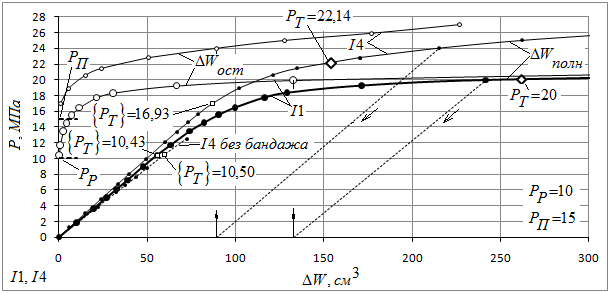 P, МПа
28
26
24
22
20
18
16
14
12
10
8
6
4
2
0
P_T=22,14
I4
ΔW_ост
ΔW_полн
P_П
P_T=20
{P_T}=16,93
I1
{P_T}=10,43
I4 без бандажа
{P_T}=10,50
P_Р
P_Р=10
P_П=15
0 50 100 150 200 250 300
I1, I4
ΔW, см³